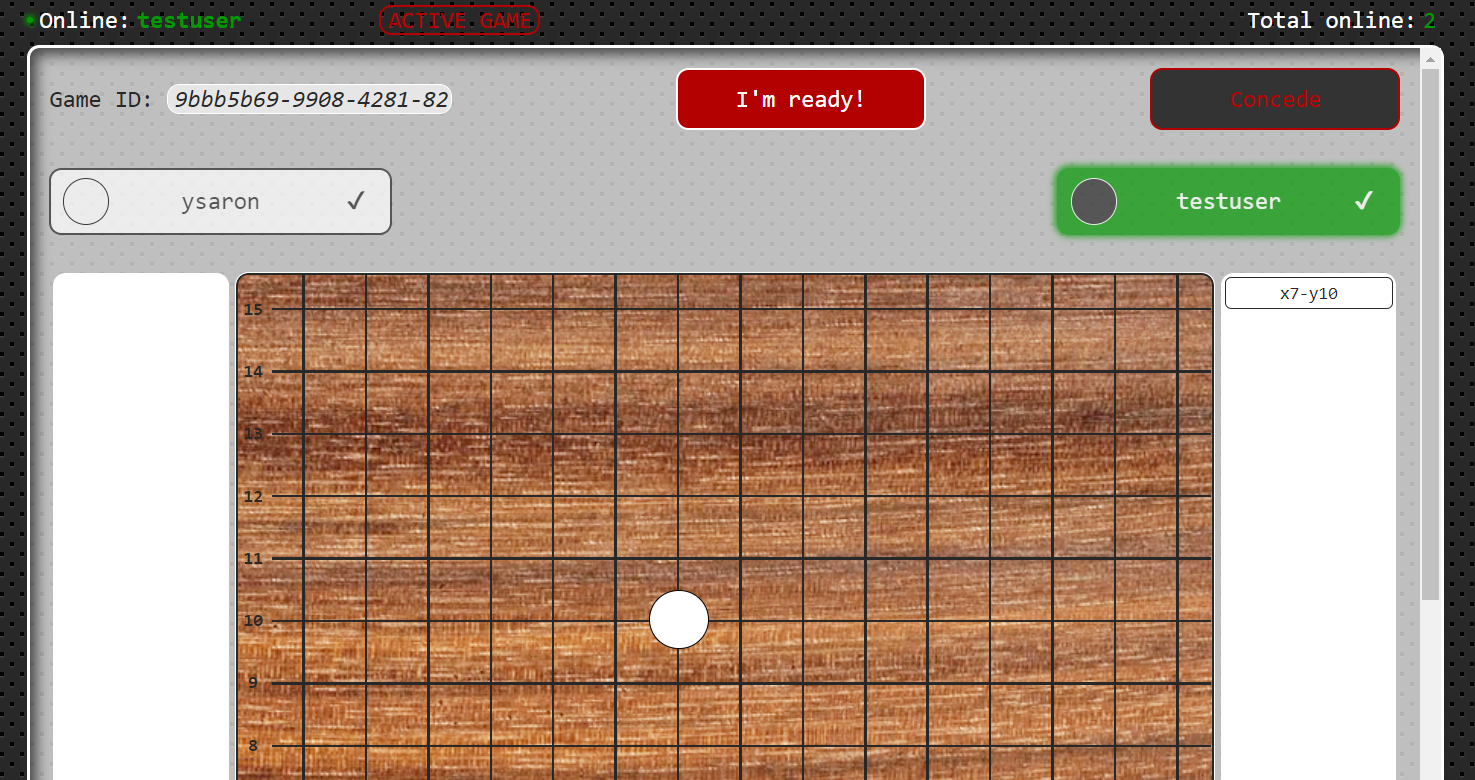 Online: testuser
ACTIVE GAME
Total online: 2
Game ID: 9bbb5b69-9908-4281-82
I'm ready!
Concede
ysaron ✓
testuser ✓
x7-y10
15
14
13
12
11
10
9
8